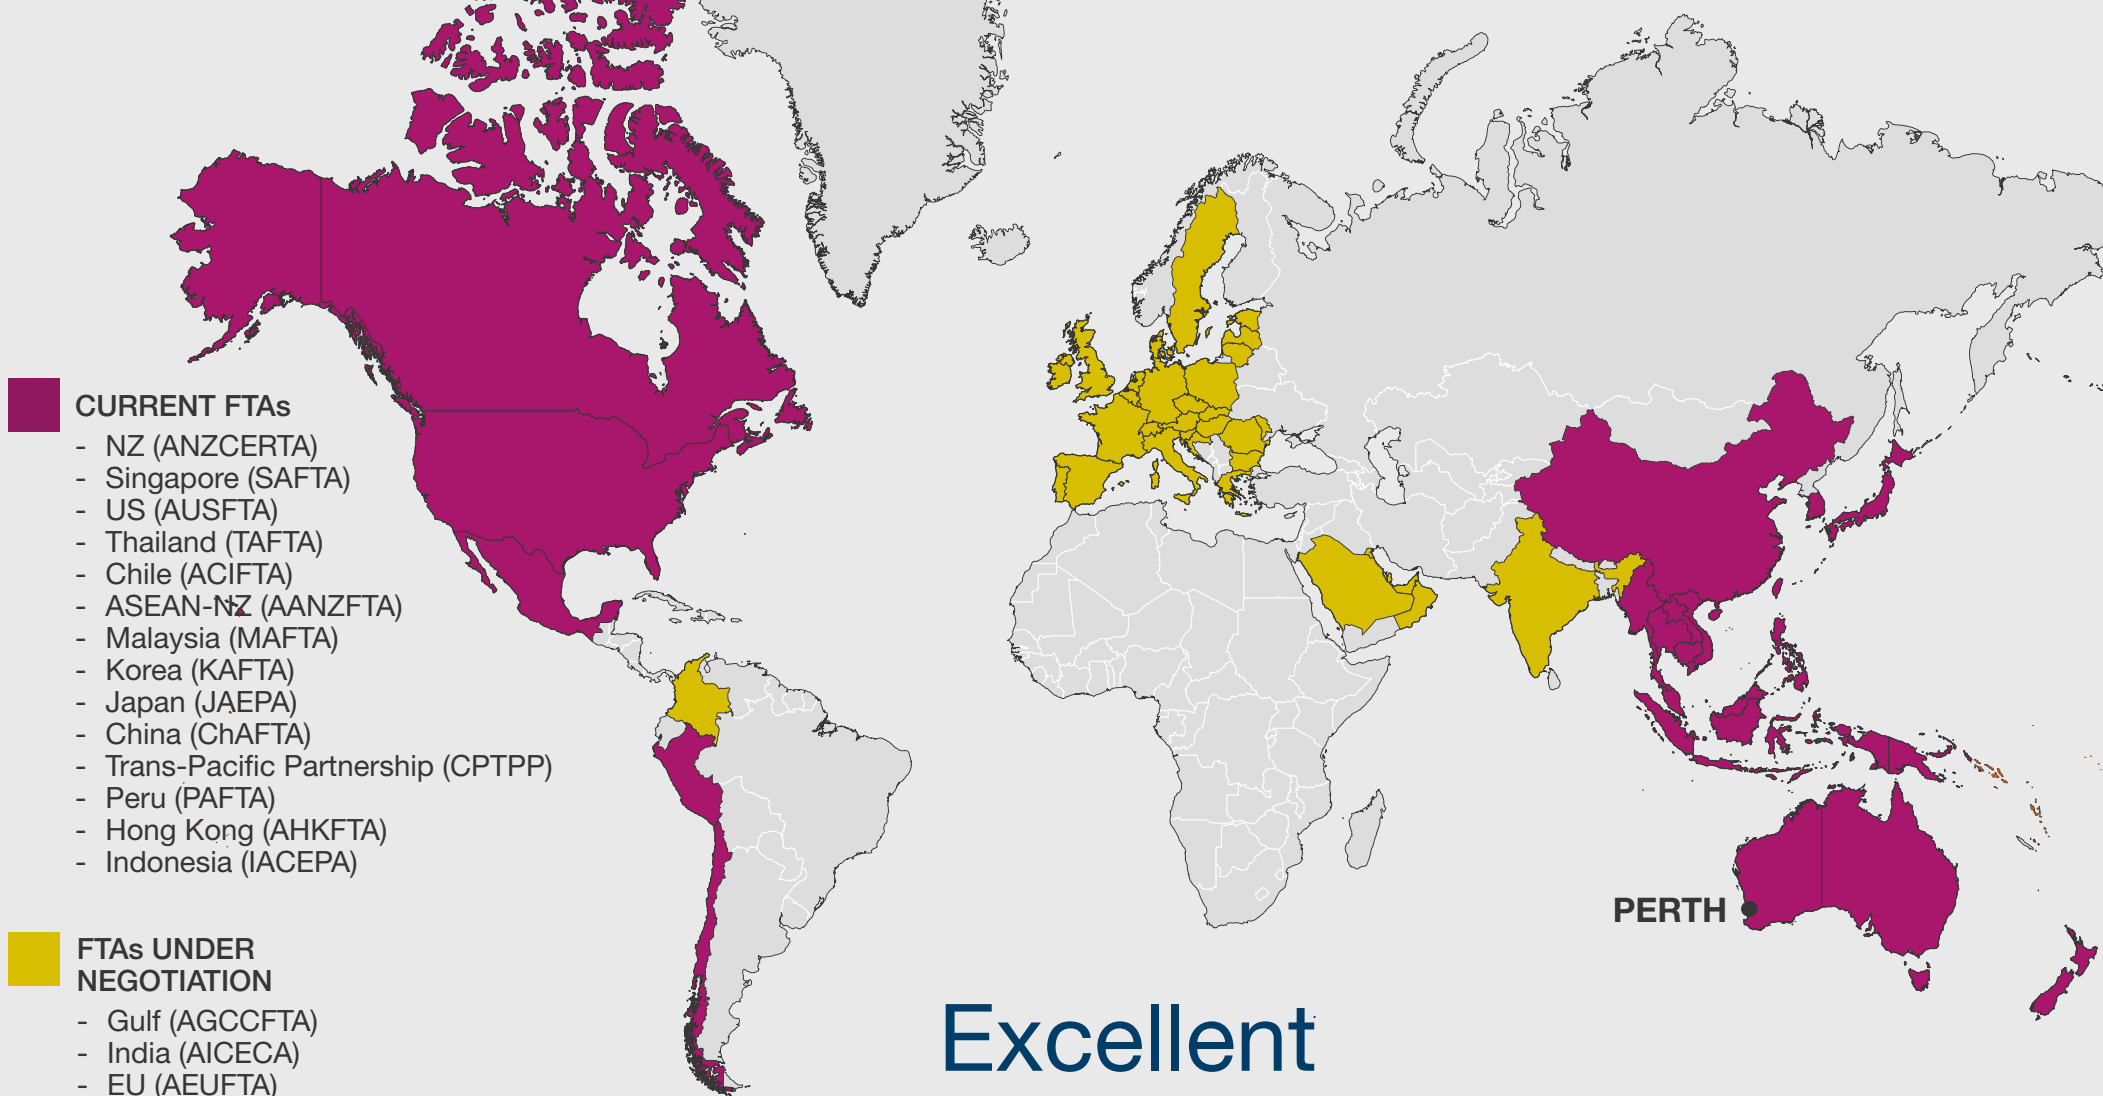 CURRENT FTAs
- NZ (ANZCERTA)
- Singapore (SAFTA)
- US (AUSFTA)
- Thailand (TAFTA)
- Chile (ACIFTA)
- ASEAN-NZ (AANZFTA)
- Malaysia (MAFTA)
- Korea (KAFTA)
- Japan (JAEPA)
- China (ChAFTA)
- Trans-Pacific Partnership (CPTPP)
- Peru (PAFTA)
- Hong Kong (AHKFTA)
- Indonesia (IACEPA)
FTAs UNDER
NEGOTIATION
- Gulf (AGCCFTA)
- India (AICECA)
- EU (AEUFTA)
PERTH
Excellent